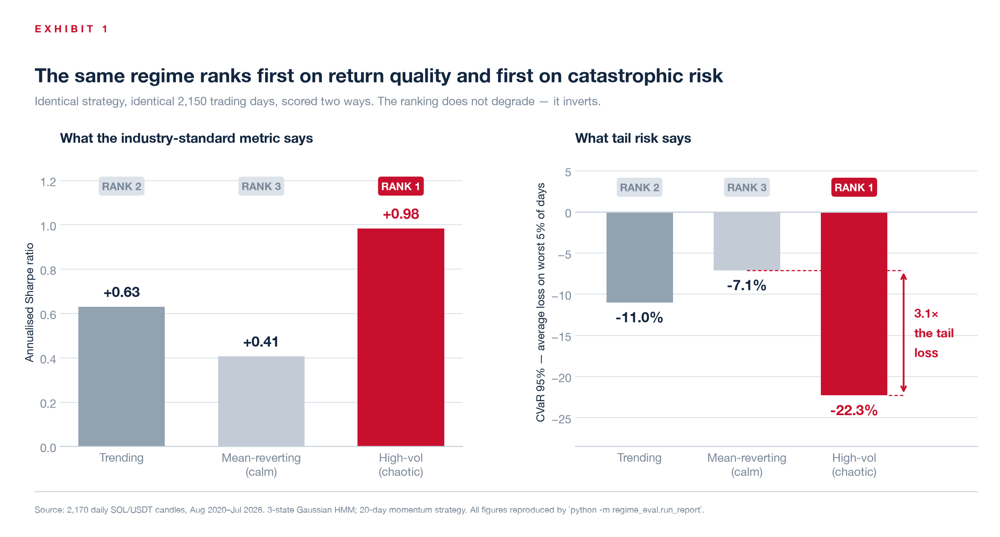 EXHIBIT 1
The same regime ranks first on return quality and first on catastrophic risk
Identical strategy, identical 2,150 trading days, scored two ways. The ranking does not degrade — it inverts.
What the industry-standard metric says
Annualised Sharpe ratio
1.2
1.0
0.8
0.6
0.4
0.2
0.0
RANK 2
RANK 3
RANK 1
+0.63
+0.41
+0.98
Trending
Mean-reverting
(calm)
High-vol
(chaotic)
What tail risk says
CVaR 95% — average loss on worst 5% of days
5
0
−5
−10
−15
−20
−25
RANK 2
RANK 3
RANK 1
-11.0%
-7.1%
-22.3%
3.1×
the tail
loss
Trending
Mean-reverting
(calm)
High-vol
(chaotic)
Source: 2,170 daily SOL/USDT candles, Aug 2020–Jul 2026. 3-state Gaussian HMM; 20-day momentum strategy. All figures reproduced by `python -m regime_eval.run_report`.